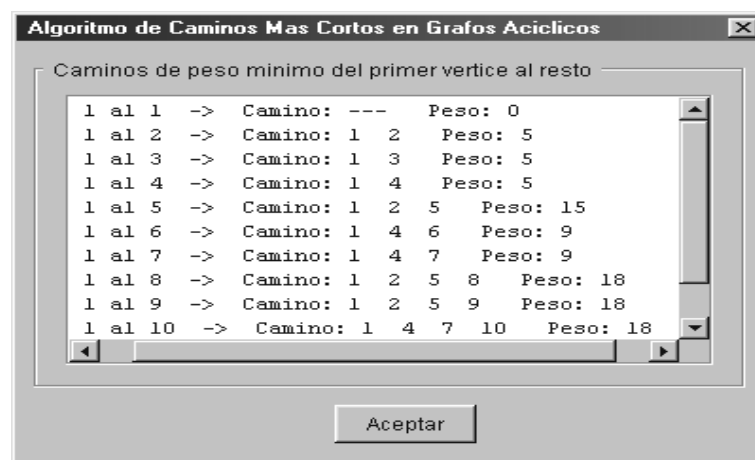 Algoritmo de Caminos Mas Cortos en Grafos Aciclicos
Caminos de peso minimo del primer vertice al resto
1 al 1 -> Camino: --- Peso: 0
1 al 2 -> Camino: 1 2 Peso: 5
1 al 3 -> Camino: 1 3 Peso: 5
1 al 4 -> Camino: 1 4 Peso: 5
1 al 5 -> Camino: 1 2 5 Peso: 15
1 al 6 -> Camino: 1 4 6 Peso: 9
1 al 7 -> Camino: 1 4 7 Peso: 9
1 al 8 -> Camino: 1 2 5 8 Peso: 18
1 al 9 -> Camino: 1 2 5 9 Peso: 18
1 al 10 -> Camino: 1 4 7 10 Peso: 18
Aceptar